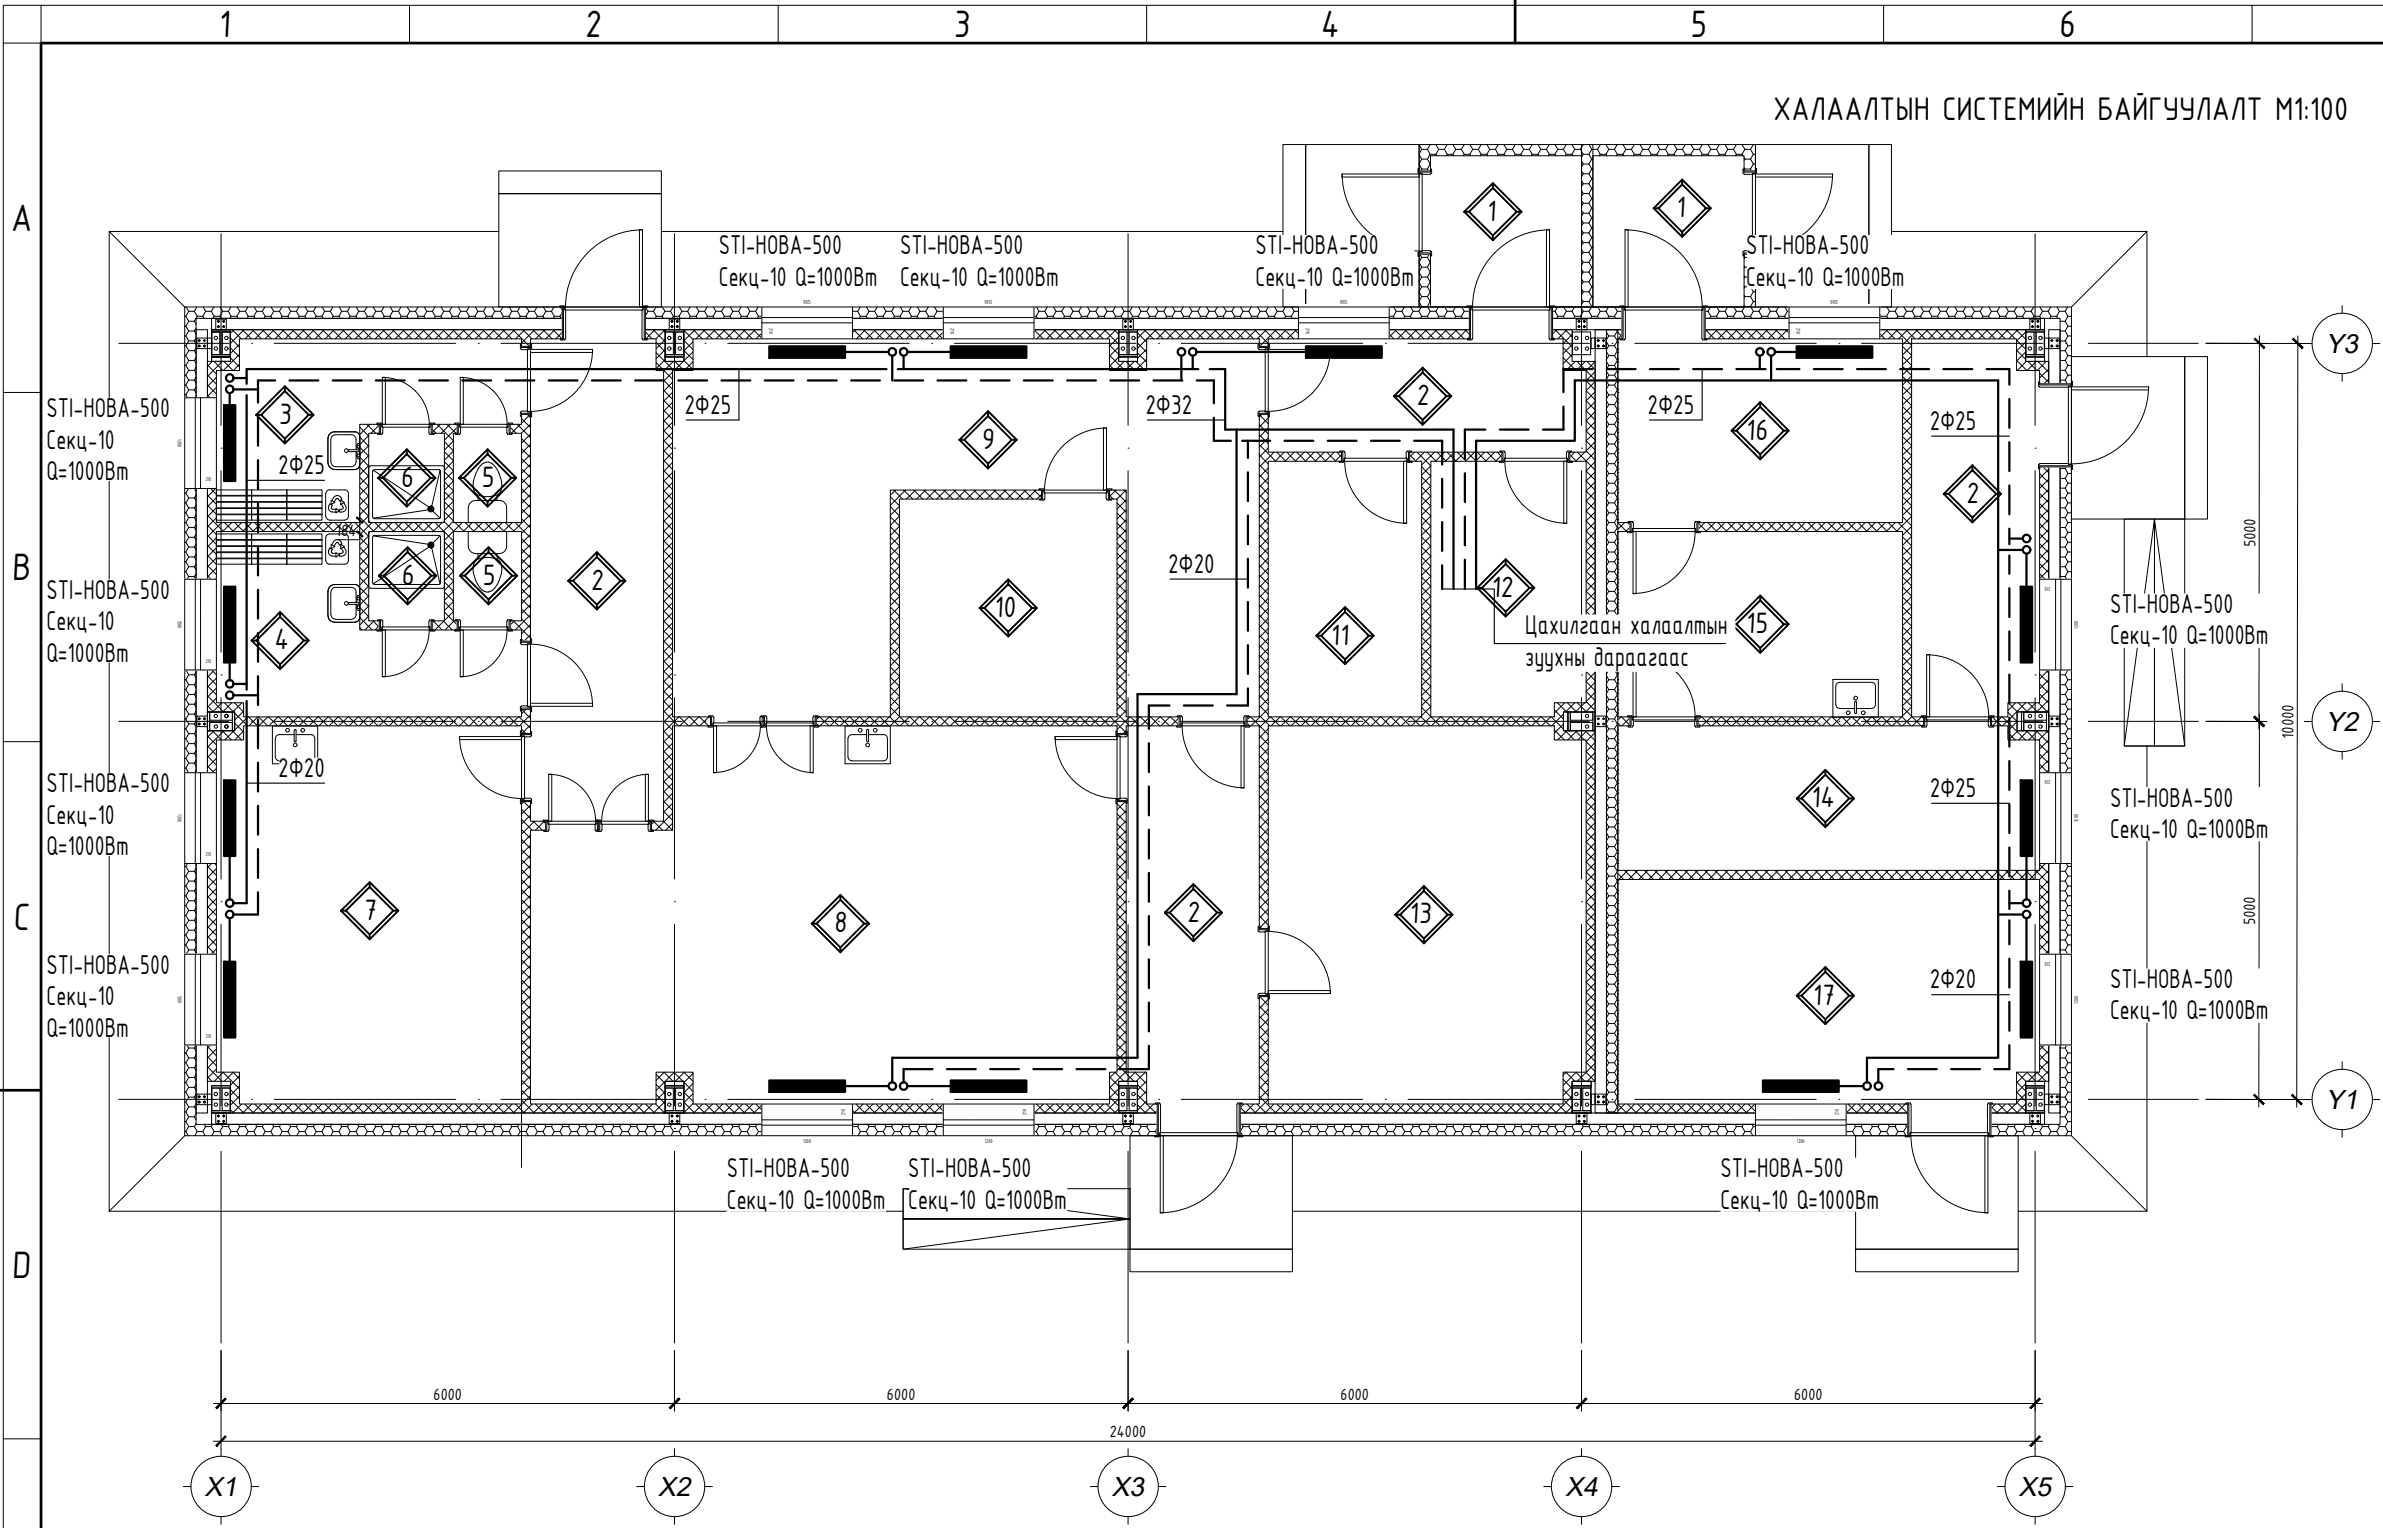 1 2 3 4 5 6
A
B
C
D
ХАЛААЛТЫН СИСТЕМИЙН БАЙГУУЛАЛТ М1:100
STI-НОВА-500
Секц-10 Q=1000Вт
STI-НОВА-500
Секц-10 Q=1000Вт
STI-НОВА-500
Секц-10 Q=1000Вт
STI-НОВА-500
Секц-10 Q=1000Вт
1
1
STI-НОВА-500
Секц-10
Q=1000Вт
STI-НОВА-500
Секц-10
Q=1000Вт
STI-НОВА-500
Секц-10
Q=1000Вт
STI-НОВА-500
Секц-10
Q=1000Вт
3
2Ф25
6
5
6
5
4
2
2Ф20
7
2Ф25
9
10
8
2Ф32
2
2Ф20
11
12
Цахилгаан халаалтын
зуухны дараагаас
2
13
2Ф25
16
15
14
17
2Ф25
2
2Ф25
2Ф20
STI-НОВА-500
Секц-10 Q=1000Вт
STI-НОВА-500
Секц-10 Q=1000Вт
STI-НОВА-500
Секц-10 Q=1000Вт
STI-НОВА-500
Секц-10 Q=1000Вт
STI-НОВА-500
Секц-10 Q=1000Вт
STI-НОВА-500
Секц-10 Q=1000Вт
Y3
5000
Y2
10000
5000
Y1
6000 6000 6000 6000
24000
X1 X2 X3 X4 X5